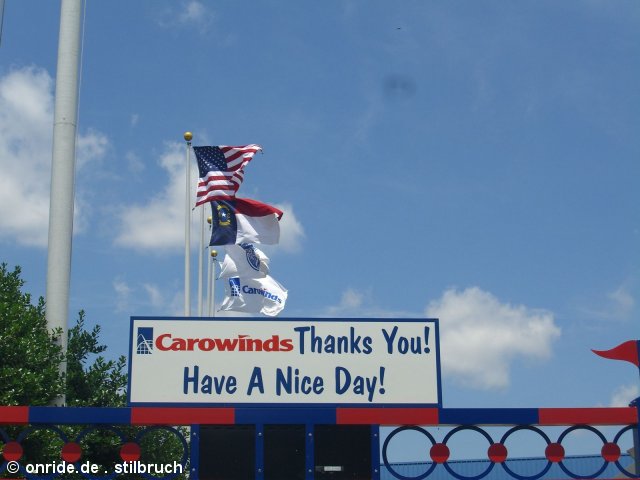 Carowinds
Carowinds Thanks You!
Have A Nice Day!
© onride.de . stilbruch